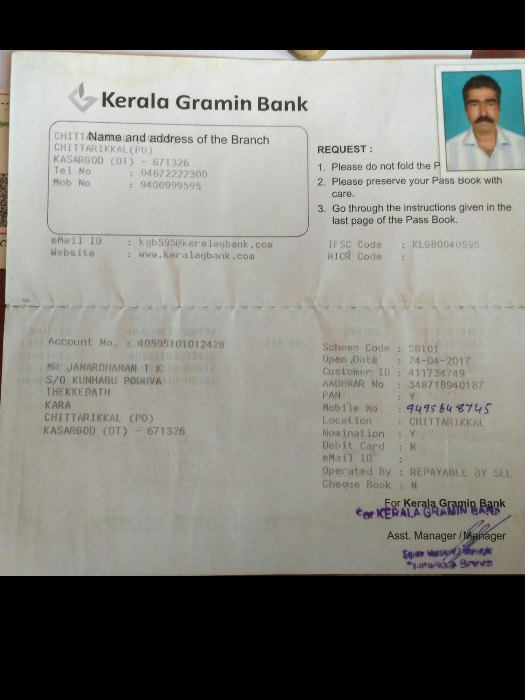 Kerala Gramin Bank
Name and address of the Branch
CHITTARIKKAL(PO)
KASARGOD (DT) - 671326
Tel No : 04672222300
Mob No : 9400999595
eMail ID : kgb595@keralagbank.com
Website : www.keralagbank.com
REQUEST :
1. Please do not fold the P
2. Please preserve your Pass Book with
care.
3. Go through the instructions given in the
last page of the Pass Book.
IFSC Code : KLGB0040595
MICR Code :
Account No. : 40595101012428
MR JANARDHANAN T K
S/O KUNHABU PODUVA
THEKKEDATH
KARA
CHITTARIKKAL (PO)
KASARGOD (DT) - 671326
Scheme Code : SB101
Open Date : 24-04-2017
Customer ID : 411734749
AADHAAR No : 348718940187
PAN : Y
Mobile No : 9495648745
Location : CHITTARIKKAL
Nomination : Y
Debit Card : N
eMail ID :
Operated By : REPAYABLE BY SEL
Cheque Book : N
For Kerala Gramin Bank
For KERALA GRAMIN BANK
Asst. Manager / Manager